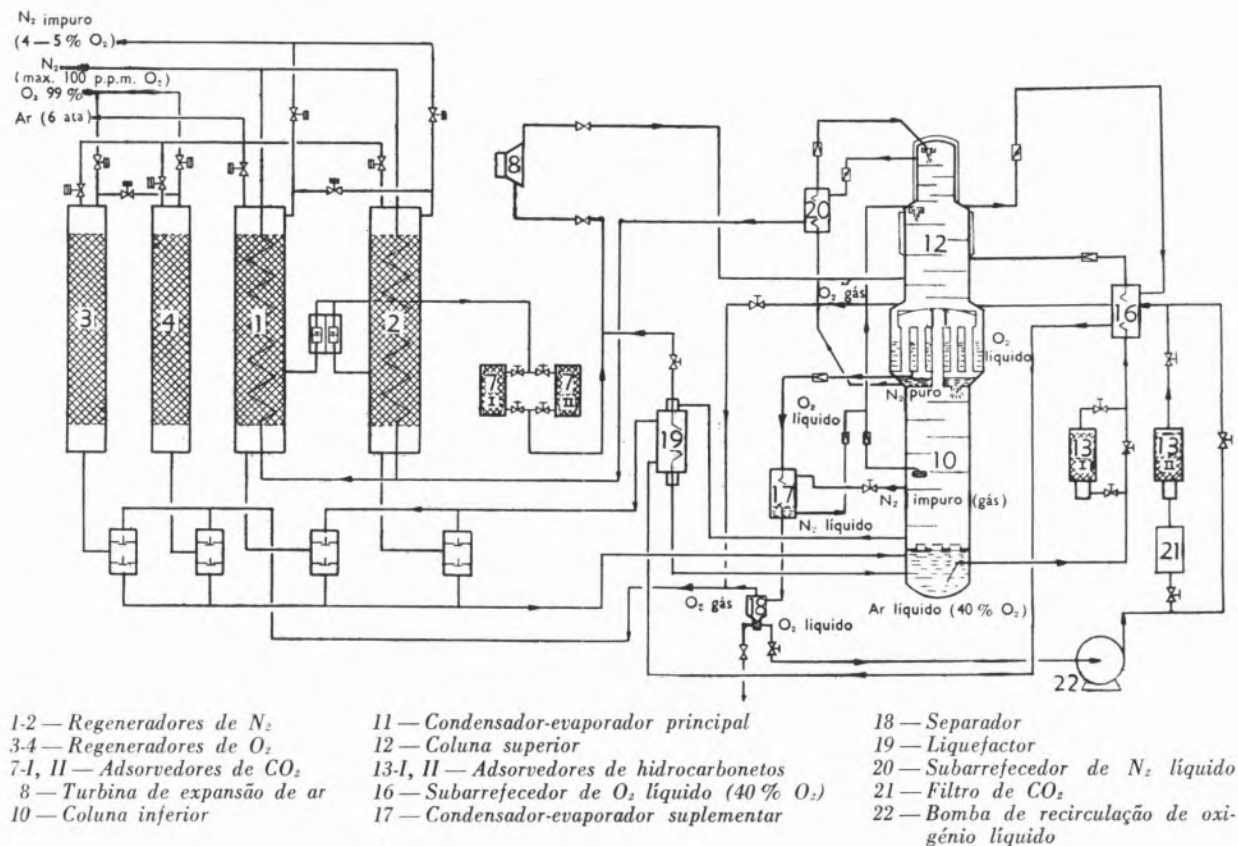 N₂ impuro
(4—5% O₂)
N₂
(max. 100 p.p.m. O₂)
O₂ 99%
Ar (6 ata)
8
20
12
O₂ gás
16
3
4
1
2
O₂
líquido
7
I
7
II
N₂ puro
O₂
líquido
19
10
13
I
13
II
17
N₂ impuro (gás)
N₂ líquido
21
O₂ gás
18
Ar líquido (40% O₂)
O₂ líquido
22
1-2 — Regeneradores de N₂
3-4 — Regeneradores de O₂
7-I, II — Adsorvedores de CO₂
8 — Turbina de expansão de ar
10 — Coluna inferior
11 — Condensador-evaporador principal
12 — Coluna superior
13-I, II — Adsorvedores de hidrocarbonetos
16 — Subarrefecedor de O₂ líquido (40% O₂)
17 — Condensador-evaporador suplementar
18 — Separador
19 — Liquefactor
20 — Subarrefecedor de N₂ líquido
21 — Filtro de CO₂
22 — Bomba de recirculação de oxi-
génio líquido